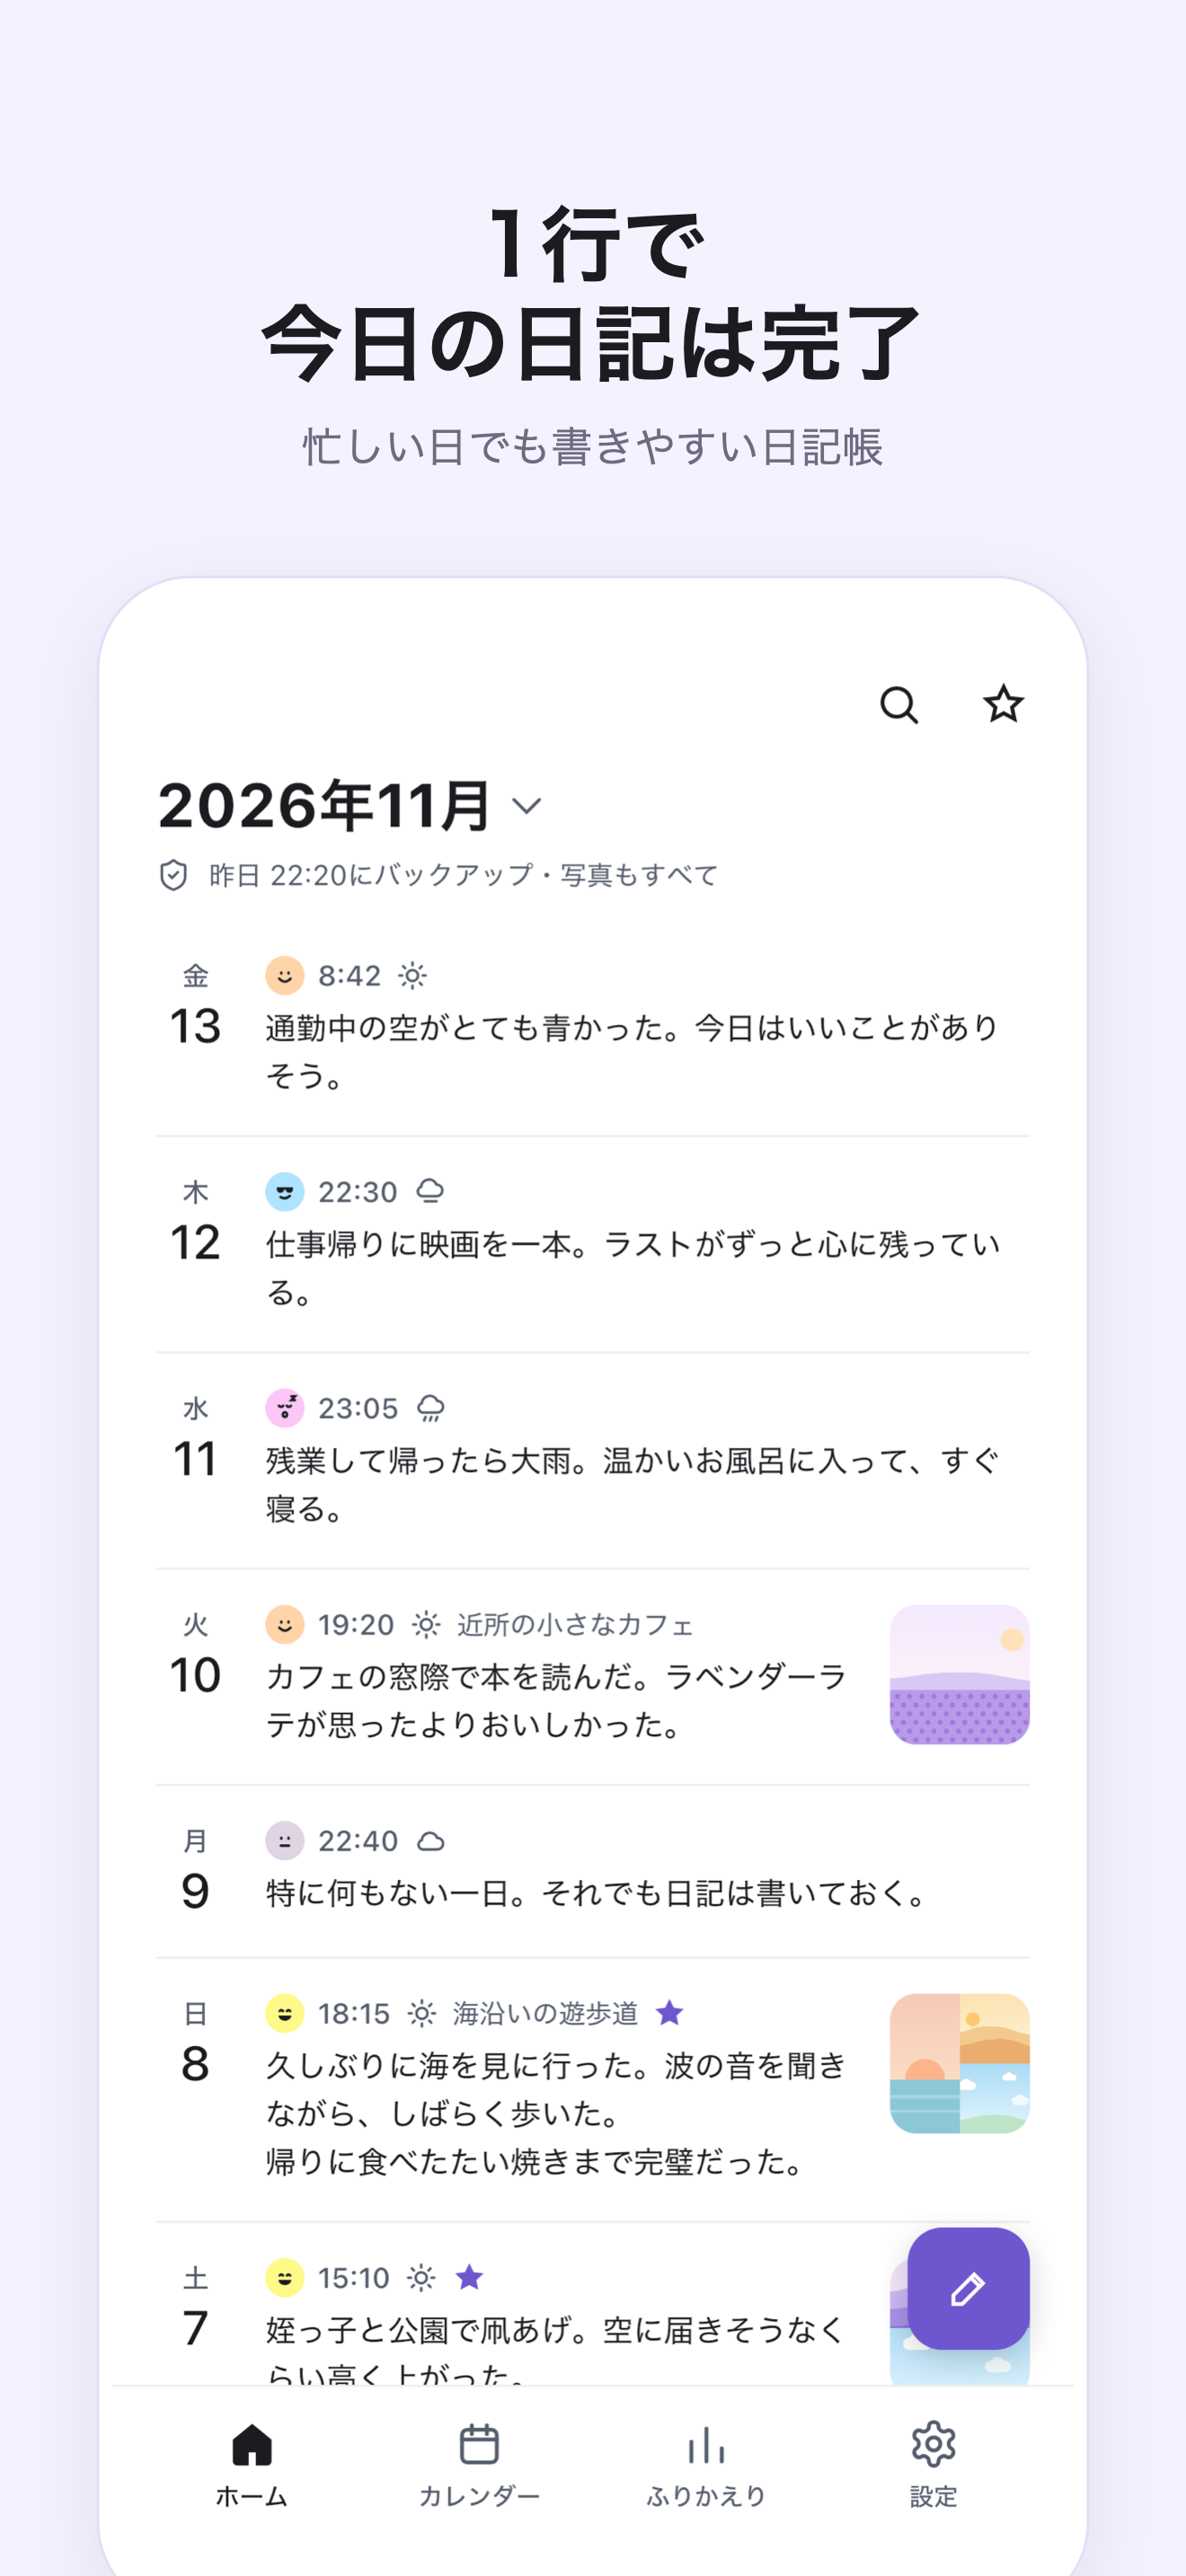 1行で
今日の日記は完了
忙しい日でも書きやすい日記帳
2026年11月
昨日 22:20にバックアップ・写真もすべて
金
13
8:42
通勤中の空がとても青かった。今日はいいことがあり
そう。
木
12
22:30
仕事帰りに映画を一本。ラストがずっと心に残ってい
る。
水
11
23:05
残業して帰ったら大雨。温かいお風呂に入って、すぐ
寝る。
火
10
19:20 近所の小さなカフェ
カフェの窓際で本を読んだ。ラベンダーラ
テが思ったよりおいしかった。
月
9
22:40
特に何もない一日。それでも日記は書いておく。
日
8
18:15 海沿いの遊歩道
久しぶりに海を見に行った。波の音を聞き
ながら、しばらく歩いた。
帰りに食べたたい焼きまで完璧だった。
土
7
15:10
姪っ子と公園で凧あげ。空に届きそうなく
らい高く上がった。
ホーム
カレンダー
ふりかえり
設定